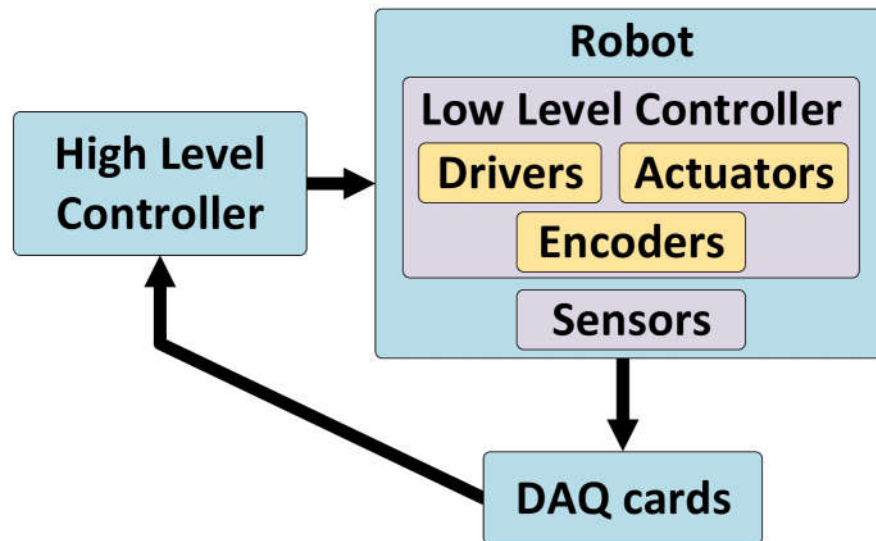 Robot
Low Level Controller
High Level
Controller
Drivers
Actuators
Encoders
Sensors
DAQ cards